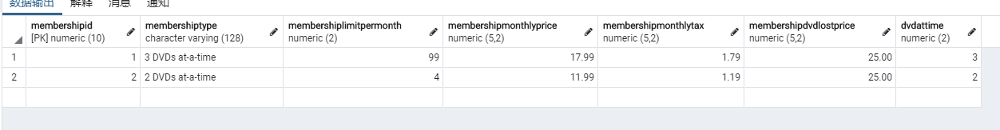 数据输出 解释 消息 通知
membershipid membershiptype membershiplimitpermonth membershipmonthlyprice membershipmonthlytax membershipdvdlostprice dvdattime
[PK] numeric (10) character varying (128) numeric (2) numeric (5,2) numeric (5,2) numeric (5,2) numeric (2)
1 1 3 DVDs at-a-time 99 17.99 1.79 25.00 3
2 2 2 DVDs at-a-time 4 11.99 1.19 25.00 2